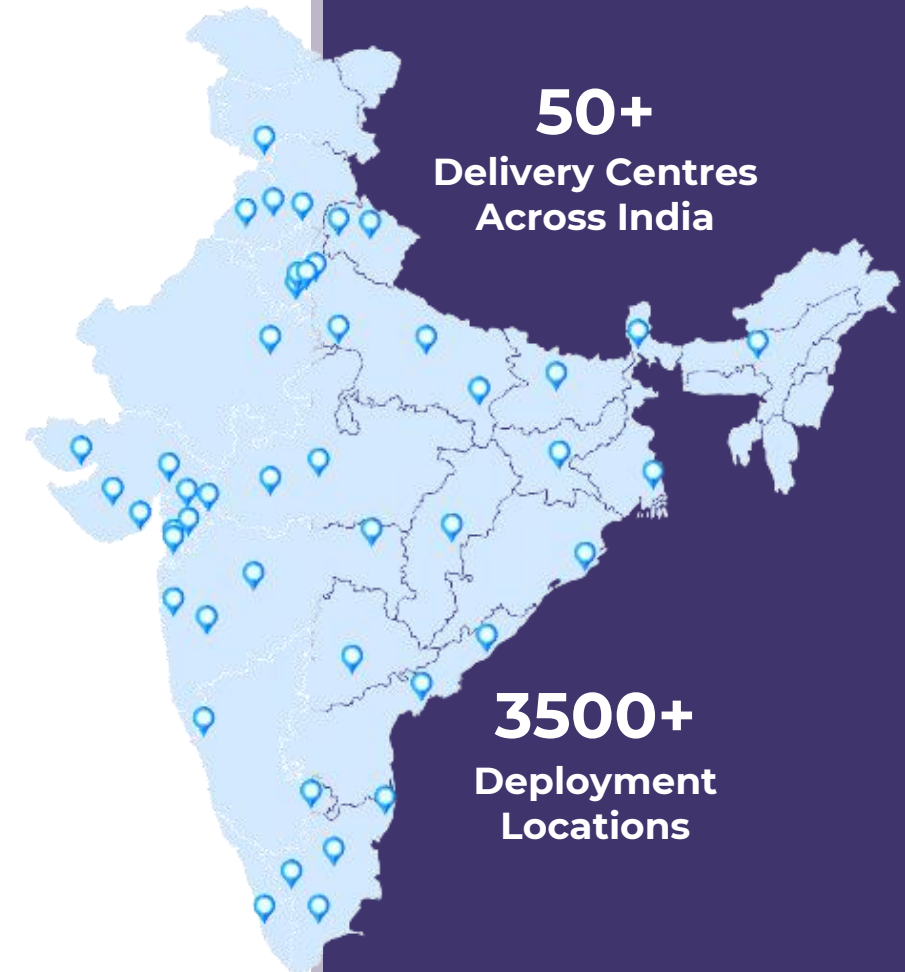 50+
Delivery Centres
Across India
3500+
Deployment
Locations